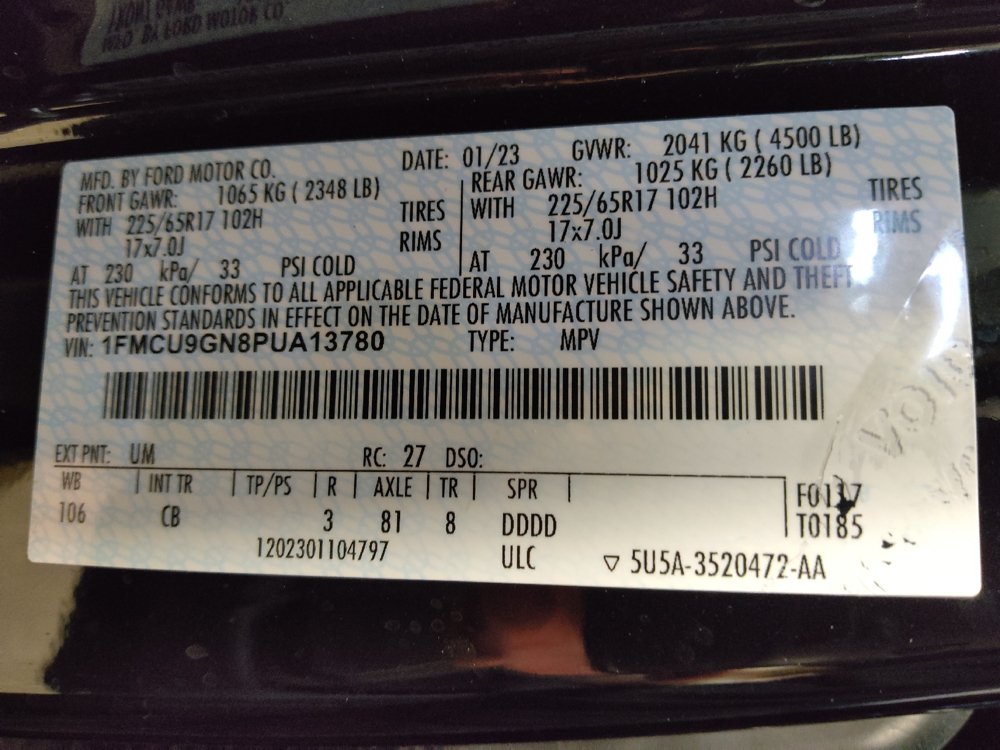 MFD. BY FORD MOTOR CO. DATE: 01/23 GVWR: 2041 KG ( 4500 LB)
FRONT GAWR: 1065 KG ( 2348 LB) REAR GAWR: 1025 KG ( 2260 LB)
WITH 225/65R17 102H TIRES WITH 225/65R17 102H TIRES
17x7.0J RIMS 17x7.0J RIMS
AT 230 kPa/ 33 PSI COLD AT 230 kPa/ 33 PSI COLD
THIS VEHICLE CONFORMS TO ALL APPLICABLE FEDERAL MOTOR VEHICLE SAFETY AND THEFT
PREVENTION STANDARDS IN EFFECT ON THE DATE OF MANUFACTURE SHOWN ABOVE.
VIN: 1FMCU9GN8PUA13780 TYPE: MPV
EXT PNT: UM RC: 27 DSO:
WB INT TR TP/PS R AXLE TR SPR F0117
106 CB 3 81 8 DDDD T0185
1202301104797 ULC ▽ 5U5A-3520472-AA